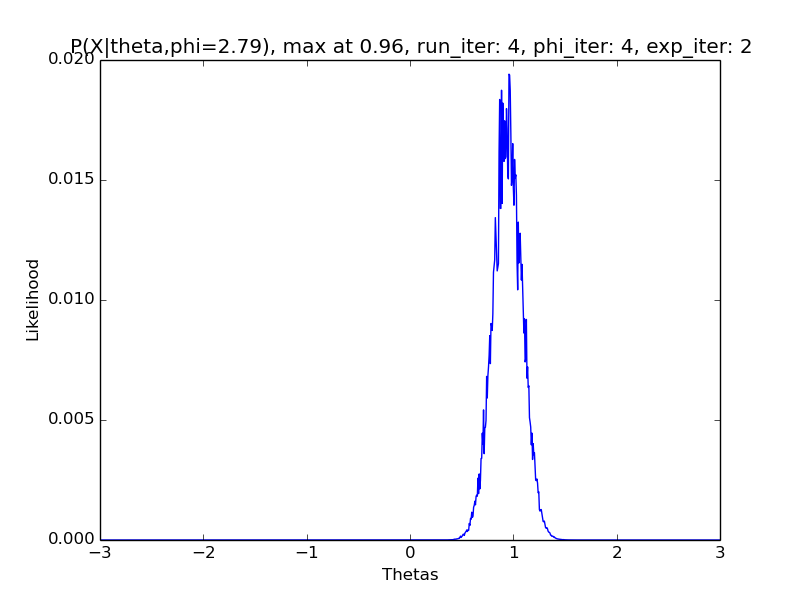 P(X|theta,phi=2.79), max at 0.96, run_iter: 4, phi_iter: 4, exp_iter: 2
0.020
0.015
0.010
0.005
0.000
Likelihood
−3 −2 −1 0 1 2 3
Thetas